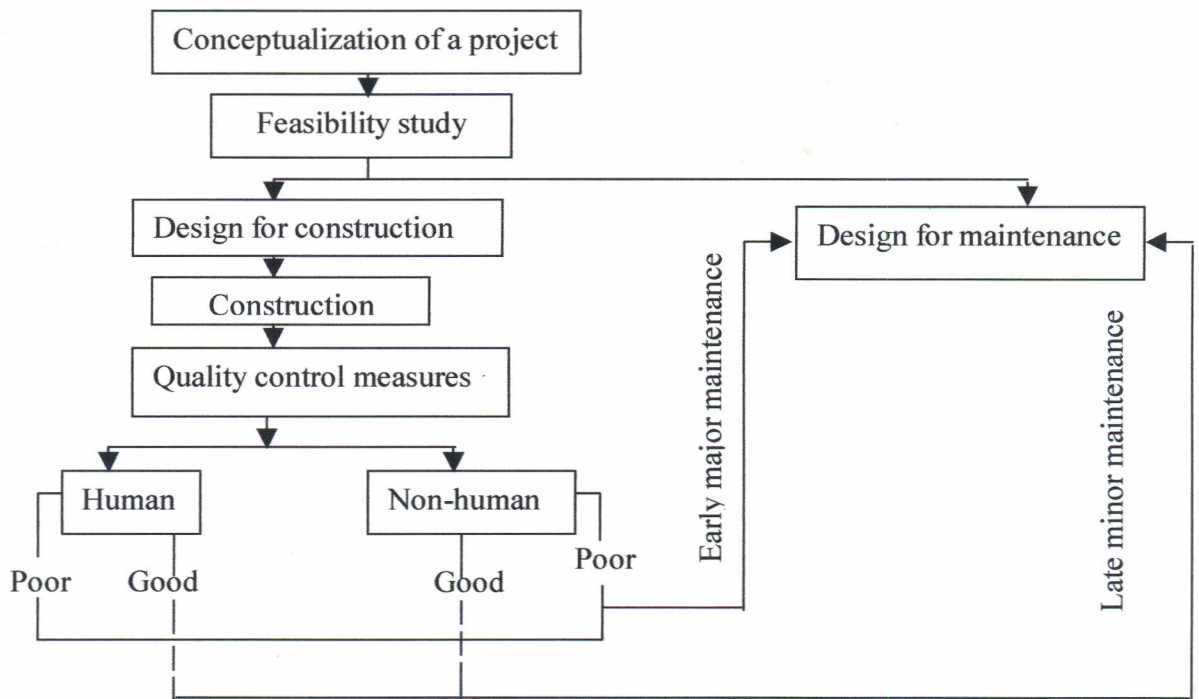 Conceptualization of a project
Feasibility study
Design for construction
Design for maintenance
Construction
Quality control measures
Early major maintenance
Late minor maintenance
Human
Non-human
Poor
Good
Good
Poor